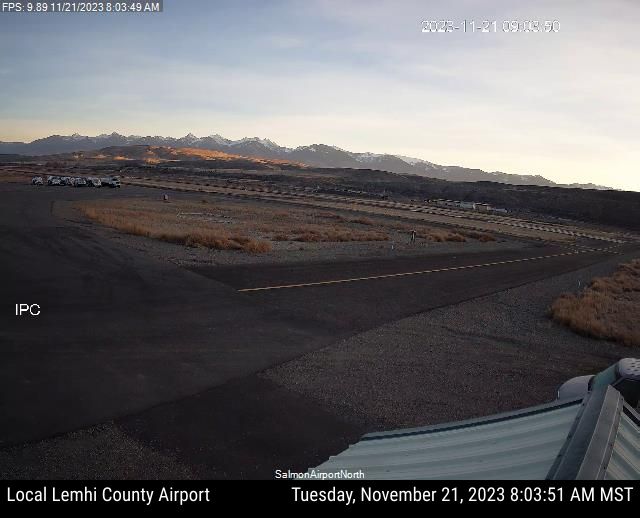 FPS: 9.89 11/21/2023 8:03:49 AM
2023-11-21 09:03:50
IPC
SalmonAirportNorth
Local Lemhi County Airport
Tuesday, November 21, 2023 8:03:51 AM MST